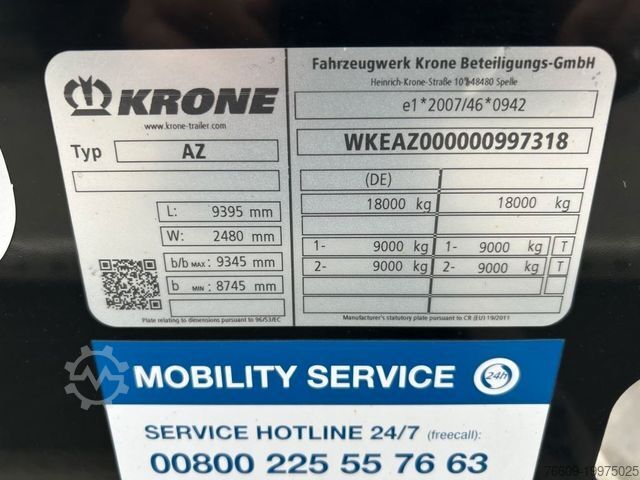 KRONE
www.krone-trailer.com
Typ AZ
L: 9395 mm
W: 2480 mm
b/b MAX: 9345 mm
b MIN: 8745 mm
Plate relating to dimensions pursuant to 96/53/EC
Fahrzeugwerk Krone Beteiligungs-GmbH
Heinrich-Krone-Straße 10 48480 Spelle
e1*2007/46*0942
WKEAZ000000997318
(DE)
18000 kg 18000 kg
1- 9000 kg 1- 9000 kg T
2- 9000 kg 2- 9000 kg T
Manufacturer's statutory plate pursuant to CR (EU) 19/2011
MOBILITY SERVICE 24h
SERVICE HOTLINE 24/7 (freecall):
00800 225 55 76 63
76609-19975025